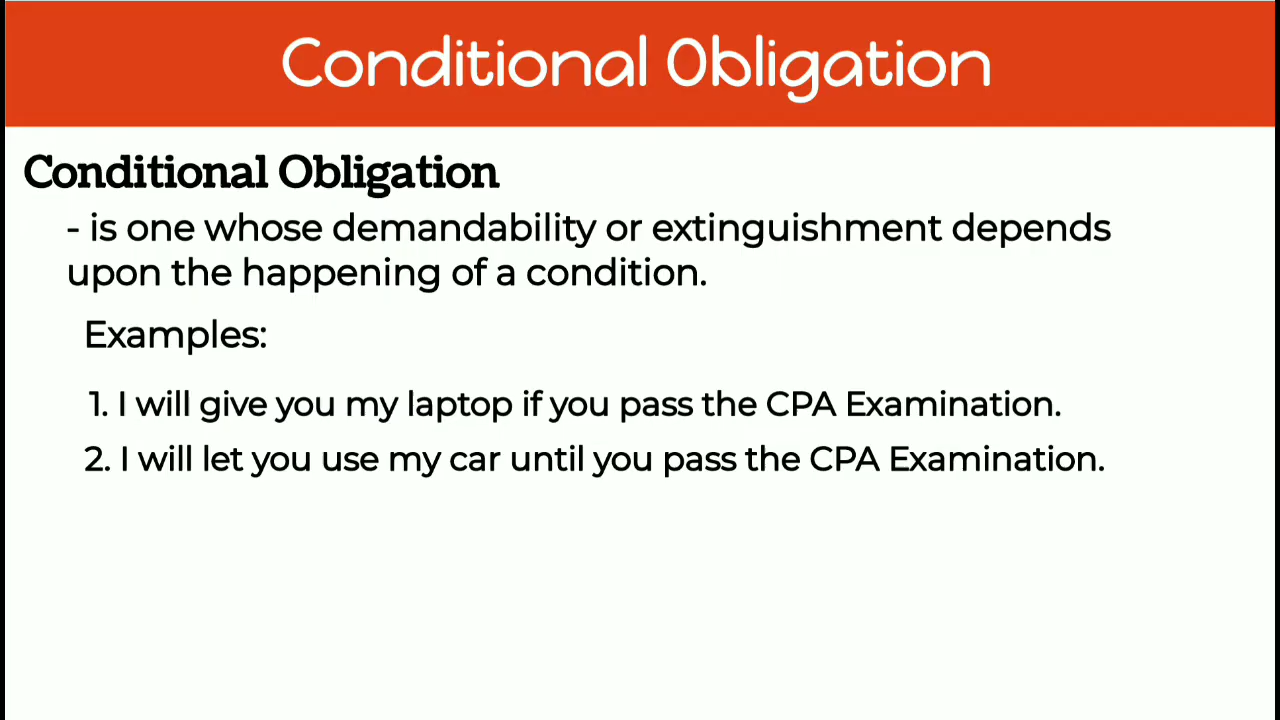 Conditional Obligation
Conditional Obligation
- is one whose demandability or extinguishment depends
upon the happening of a condition.
Examples:
1. I will give you my laptop if you pass the CPA Examination.
2. I will let you use my car until you pass the CPA Examination.